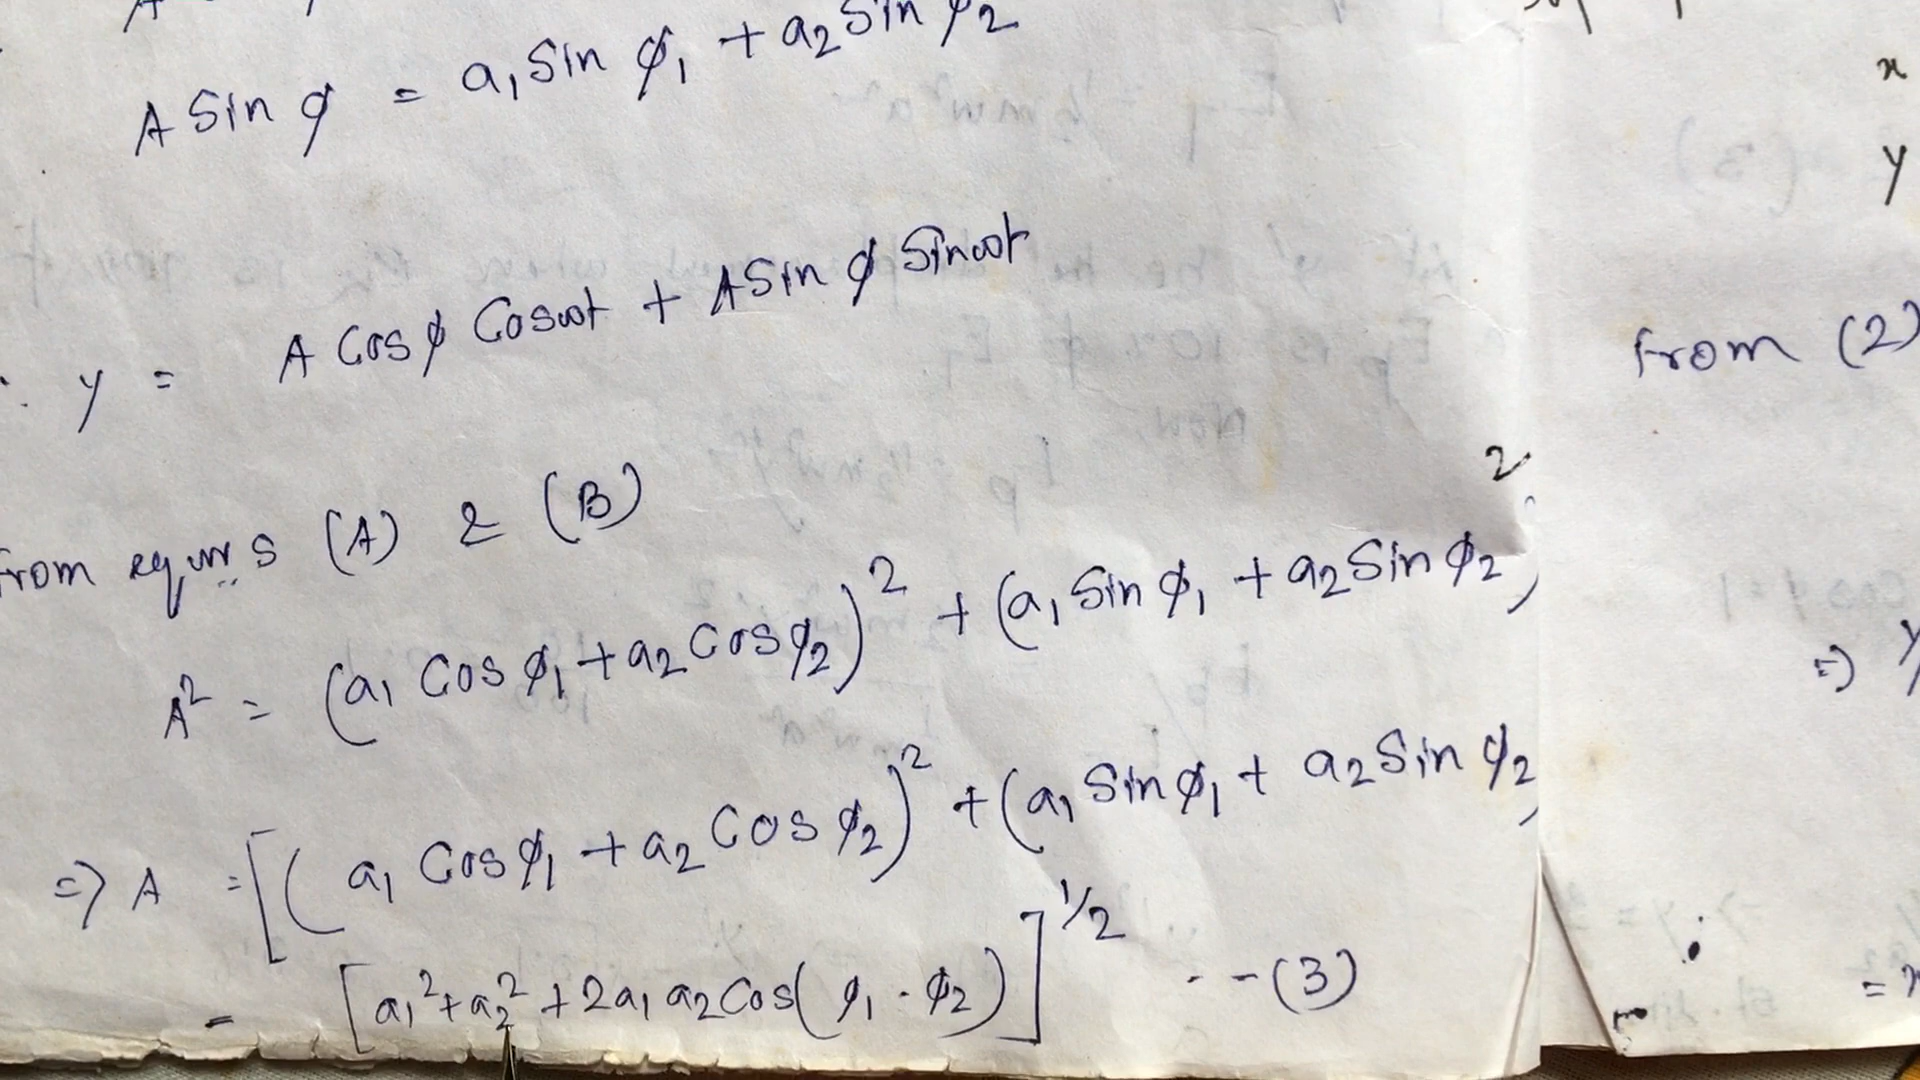 A Sin φ = a₁ Sin φ₁ + a₂ Sin φ₂
y = A Cos φ Cos ωt + A Sin φ Sin ωt
from eqns (A) & (B)
A² = (a₁ Cos φ₁ + a₂ Cos φ₂)² + (a₁ Sin φ₁ + a₂ Sin φ₂)²
=> A = [(a₁ Cos φ₁ + a₂ Cos φ₂)² + (a₁ Sin φ₁ + a₂ Sin φ₂
= [a₁² + a₂² + 2a₁ a₂ Cos(φ₁ - φ₂)]^1/2 - - (3)
x
y
From (2)
=> y